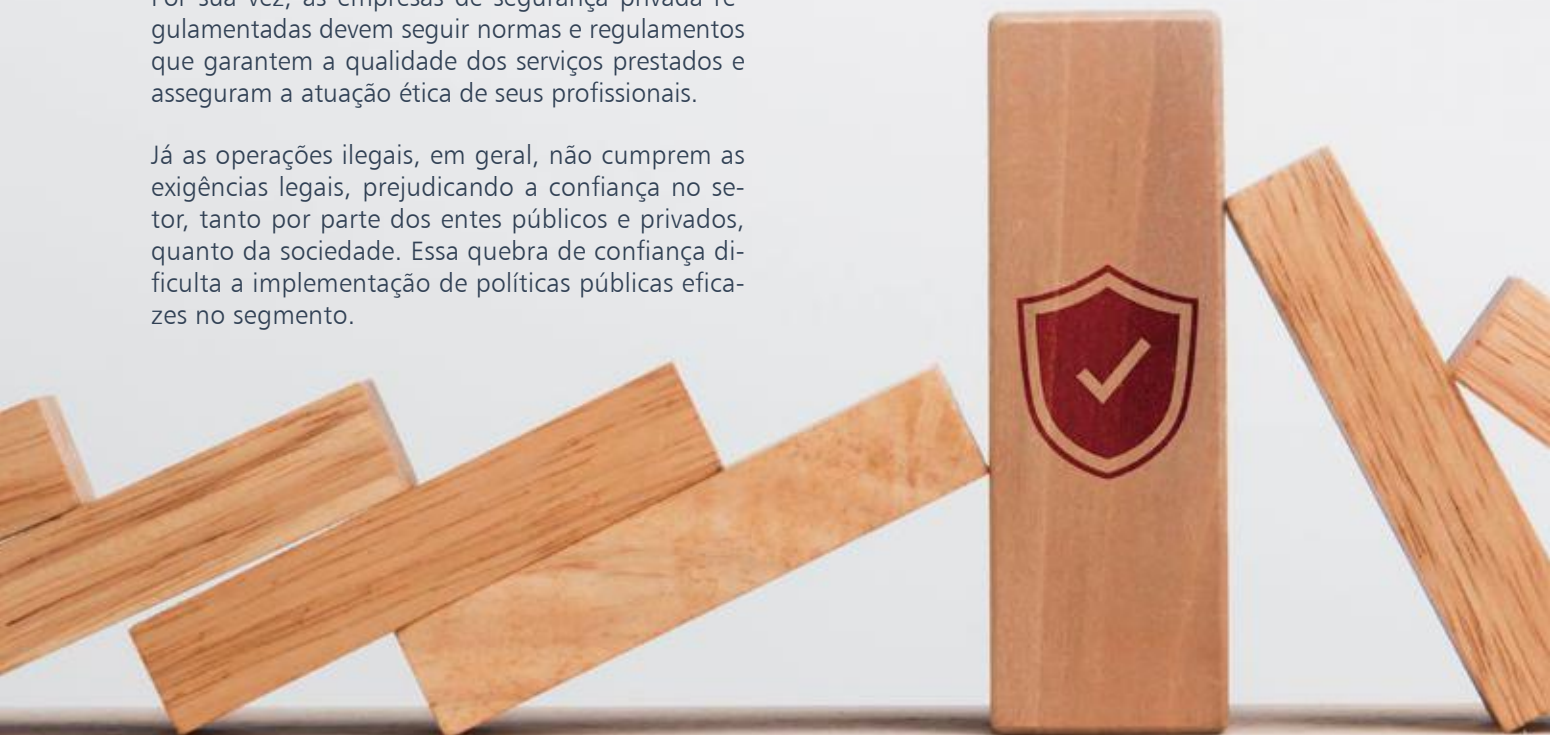 Por sua vez, as empresas de segurança privada re-
gulamentadas devem seguir normas e regulamentos
que garantem a qualidade dos serviços prestados e
asseguram a atuação ética de seus profissionais.
Já as operações ilegais, em geral, não cumprem as
exigências legais, prejudicando a confiança no se-
tor, tanto por parte dos entes públicos e privados,
quanto da sociedade. Essa quebra de confiança di-
ficulta a implementação de políticas públicas efica-
zes no segmento.